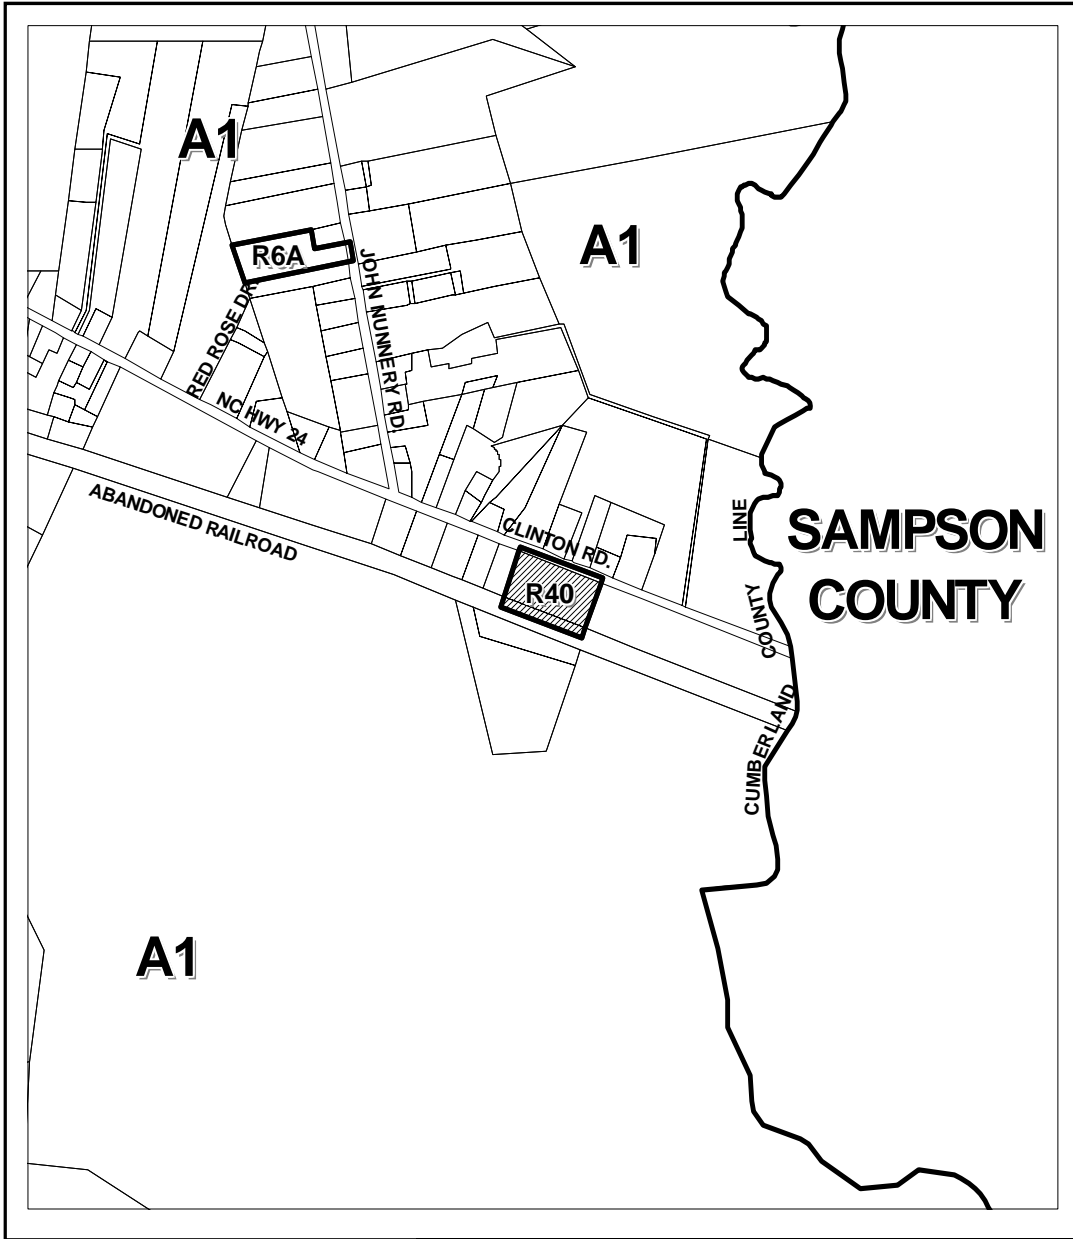 A1
A1
R6A
JOHN NUNNERY RD.
RED ROSE DR.
NC HWY 24
ABANDONED RAILROAD
CLINTON RD.
R40
CUMBERLAND COUNTY LINE
SAMPSON
COUNTY
A1